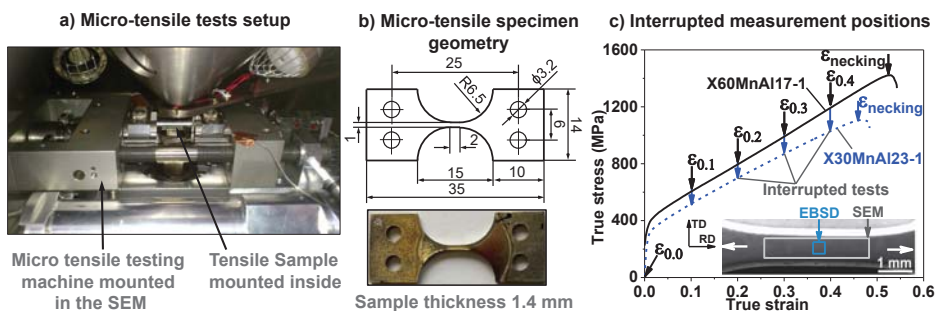 a) Micro-tensile tests setup
Micro tensile testing
machine mounted
in the SEM
Tensile Sample
mounted inside
b) Micro-tensile specimen
geometry
25
ϕ3.2
R6.5
1
2
6
14
15
10
35
Sample thickness 1.4 mm
c) Interrupted measurement positions
True stress (MPa)
1600
1200
800
400
0
0.0 0.1 0.2 0.3 0.4 0.5 0.6
True strain
X60MnAl17-1
εnecking
ε0.4
ε0.3
ε0.2
ε0.1
ε0.0
εnecking
X30MnAl23-1
Interrupted tests
EBSD
SEM
TD
RD
1 mm